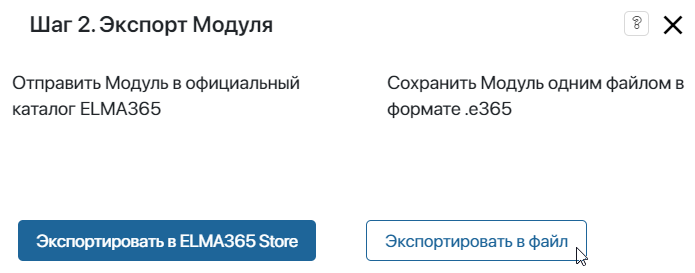 Шаг 2. Экспорт Модуля
?
Отправить Модуль в официальный
каталог ELMA365
Сохранить Модуль одним файлом в
формате .e365
Экспортировать в ELMA365 Store
Экспортировать в файл